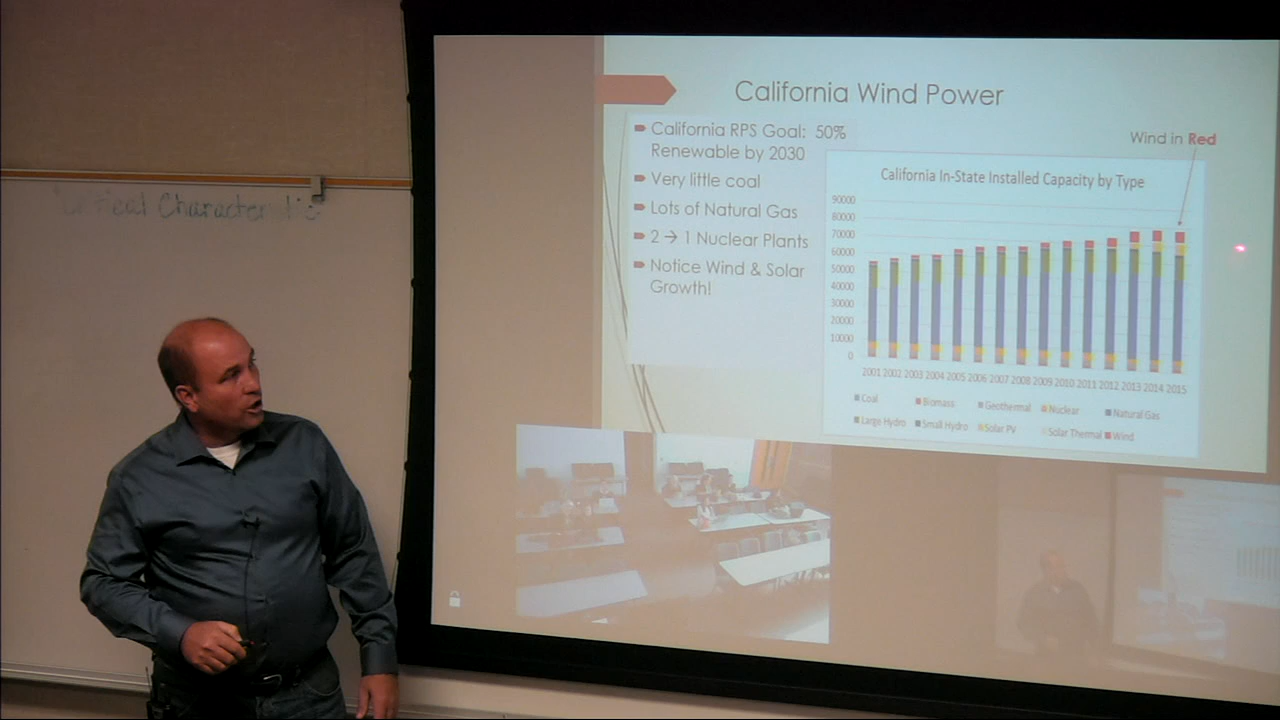 Critical Characteristic
California Wind Power
California RPS Goal: 50%
Renewable by 2030
Very little coal
Lots of Natural Gas
2 → 1 Nuclear Plants
Notice Wind & Solar
Growth!
Wind in Red
California In-State Installed Capacity by Type
90000
80000
70000
60000
50000
40000
30000
20000
10000
0
2001 2002 2003 2004 2005 2006 2007 2008 2009 2010 2011 2012 2013 2014 2015
Coal Biomass Geothermal Nuclear Natural Gas
Large Hydro Small Hydro Solar PV Solar Thermal Wind